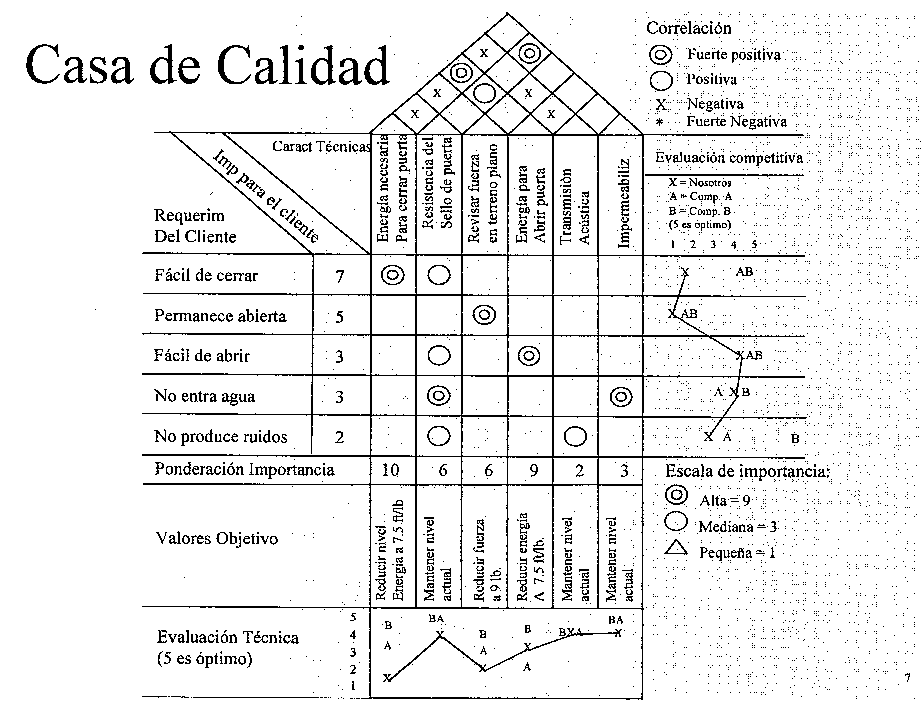 Casa de Calidad
Correlación
Fuerte positiva
Positiva
X Negativa
* Fuerte Negativa
X
X
X
X
X
Caract Técnicas
Imp para el cliente
Requerim
Del Cliente
Energía necesaria
Para cerrar puerta
Resistencia del
Sello de puerta
Revisar fuerza
en terreno plano
Energía para
Abrir puerta
Transmision
Acústica
Impermeabiliz
Evaluación competitiva
X = Nosotros
A = Comp. A
B = Comp. B
(5 es óptimo)
1 2 3 4 5
Fácil de cerrar 7 X AB
Permanece abierta 5 X AB
Fácil de abrir 3 X AB
No entra agua 3 A X B
No produce ruidos 2 X A B
Ponderación Importancia 10 6 6 9 2 3
Escala de importancia:
Alta = 9
Mediana = 3
Pequeña = 1
Valores Objetivo
Reducir nivel
Energía a 7.5 ft/lb
Mantener nivel
actual
Reducir fuerza
a 9 lb.
Reducir energia
A 7.5 ft/lb.
Mantener nivel
actual
Mantener nivel
actual
Evaluación Técnica
(5 es óptimo)
5
4
3
2
1
B
A
X
BA
X
B
A
X
B
X
A
BXA
BA
X
7